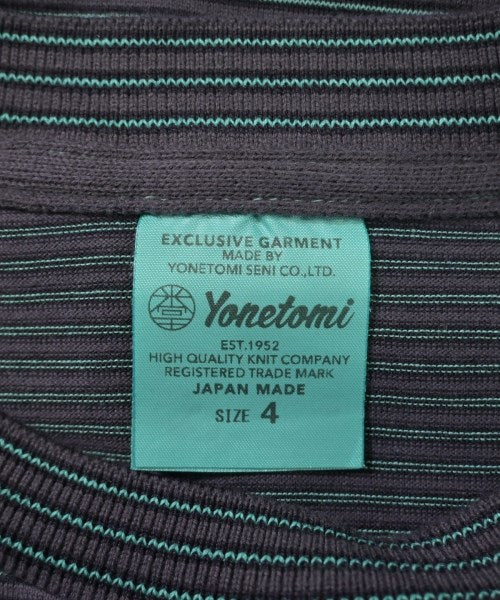 EXCLUSIVE GARMENT
MADE BY
YONETOMI SENI CO.,LTD.
Yonetomi
EST.1952
HIGH QUALITY KNIT COMPANY
REGISTERED TRADE MARK
JAPAN MADE
SIZE 4